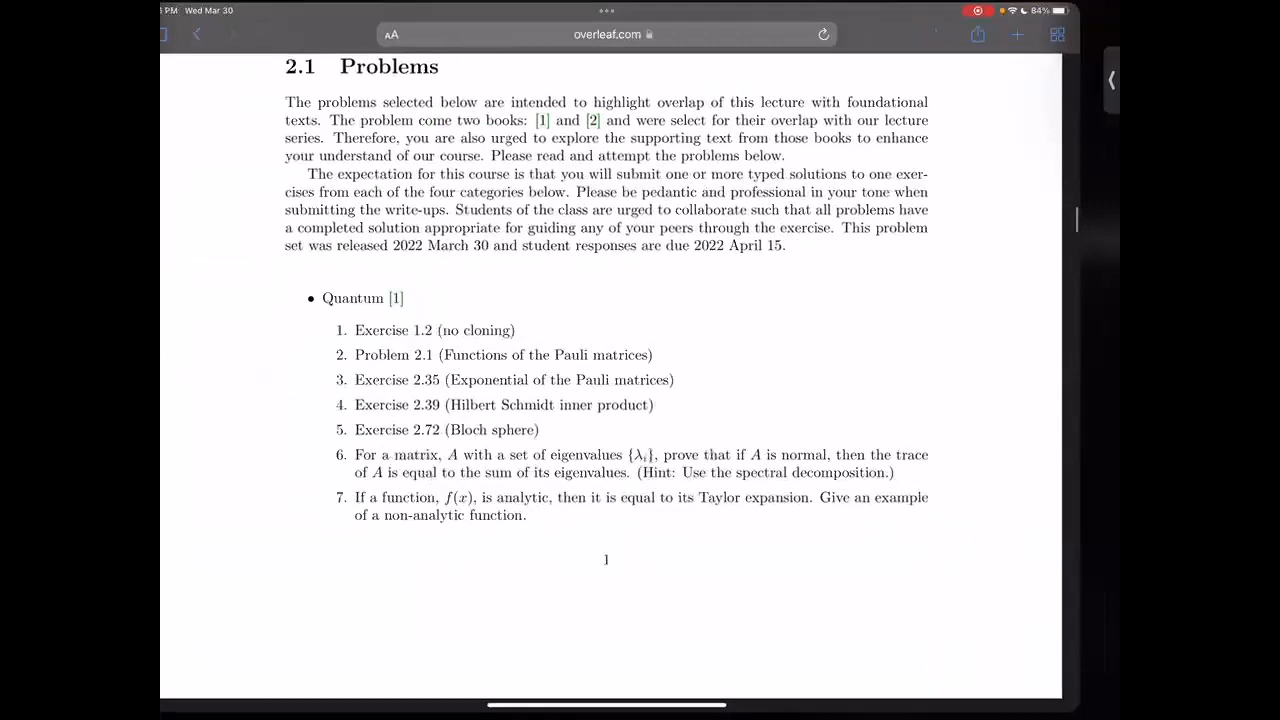 PM Wed Mar 30
84%
AA overleaf.com
2.1 Problems
The problems selected below are intended to highlight overlap of this lecture with foundational
texts. The problem come two books: [1] and [2] and were select for their overlap with our lecture
series. Therefore, you are also urged to explore the supporting text from those books to enhance
your understand of our course. Please read and attempt the problems below.
The expectation for this course is that you will submit one or more typed solutions to one exer-
cises from each of the four categories below. Please be pedantic and professional in your tone when
submitting the write-ups. Students of the class are urged to collaborate such that all problems have
a completed solution appropriate for guiding any of your peers through the exercise. This problem
set was released 2022 March 30 and student responses are due 2022 April 15.
• Quantum [1]
1. Exercise 1.2 (no cloning)
2. Problem 2.1 (Functions of the Pauli matrices)
3. Exercise 2.35 (Exponential of the Pauli matrices)
4. Exercise 2.39 (Hilbert Schmidt inner product)
5. Exercise 2.72 (Bloch sphere)
6. For a matrix, A with a set of eigenvalues {λᵢ}, prove that if A is normal, then the trace
of A is equal to the sum of its eigenvalues. (Hint: Use the spectral decomposition.)
7. If a function, f(x), is analytic, then it is equal to its Taylor expansion. Give an example
of a non-analytic function.
1